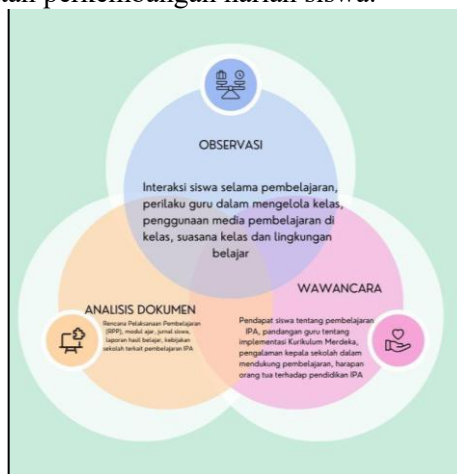 tan perkembangan harian siswa.
OBSERVASI
Interaksi siswa selama pembelajaran,
perilaku guru dalam mengelola kelas,
penggunaan media pembelajaran di
kelas, suasana kelas dan lingkungan
belajar
ANALISIS DOKUMEN
Rencana Pelaksanaan Pembelajaran
(RPP), modul ajar, jurnal siswa,
laporan hasil belajar, kebijakan
sekolah terkait pembelajaran IPA
WAWANCARA
Pendapat siswa tentang pembelajaran
IPA, pandangan guru tentang
implementasi Kurikulum Merdeka,
pengalaman kepala sekolah dalam
mendukung pembelajaran, harapan
orang tua terhadap pendidikan IPA